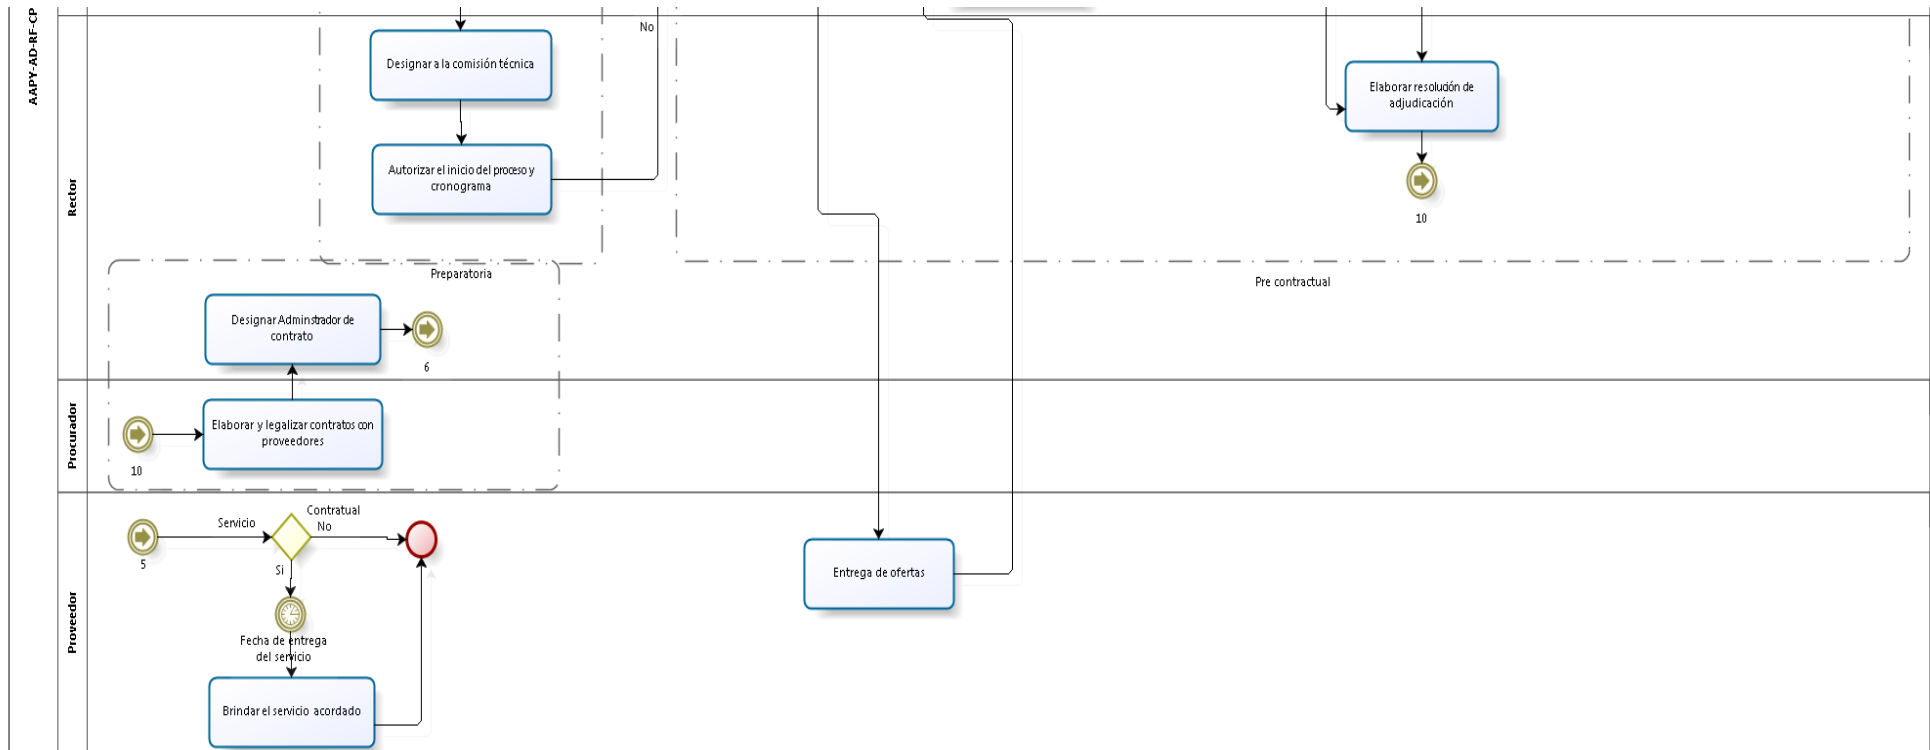 AAPY-AD-RF-CP
Rector
No
Designar a la comisión técnica
Autorizar el inicio del proceso y
cronograma
Elaborar resolución de
adjudicación
10
Preparatoria
Pre contractual
Designar Adminstrador de
contrato
6
Procurador
Elaborar y legalizar contratos con
proveedores
10
Contratual
Proveedor
5
Servicio
No
Si
Fecha de entrega
del servicio
Brindar el servicio acordado
Entrega de ofertas